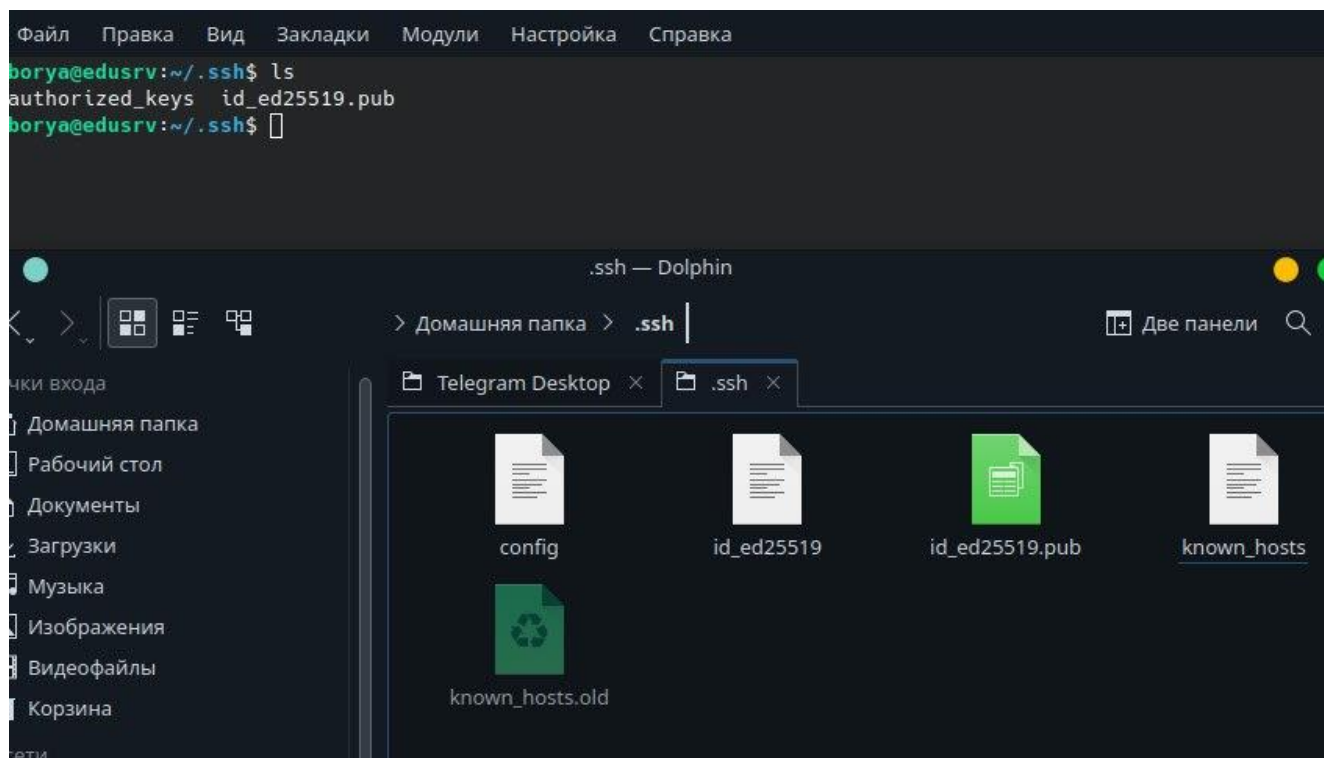 Файл Правка Вид Закладки Модули Настройка Справка
borya@edusrv:~/.ssh$ ls
authorized_keys id_ed25519.pub
borya@edusrv:~/.ssh$
.ssh — Dolphin
> Домашняя папка > .ssh
Две панели
чки входа
Telegram Desktop
.ssh
Домашняя папка
Рабочий стол
Документы
Загрузки
Музыка
Изображения
Видеофайлы
Корзина
config
id_ed25519
id_ed25519.pub
known_hosts
known_hosts.old